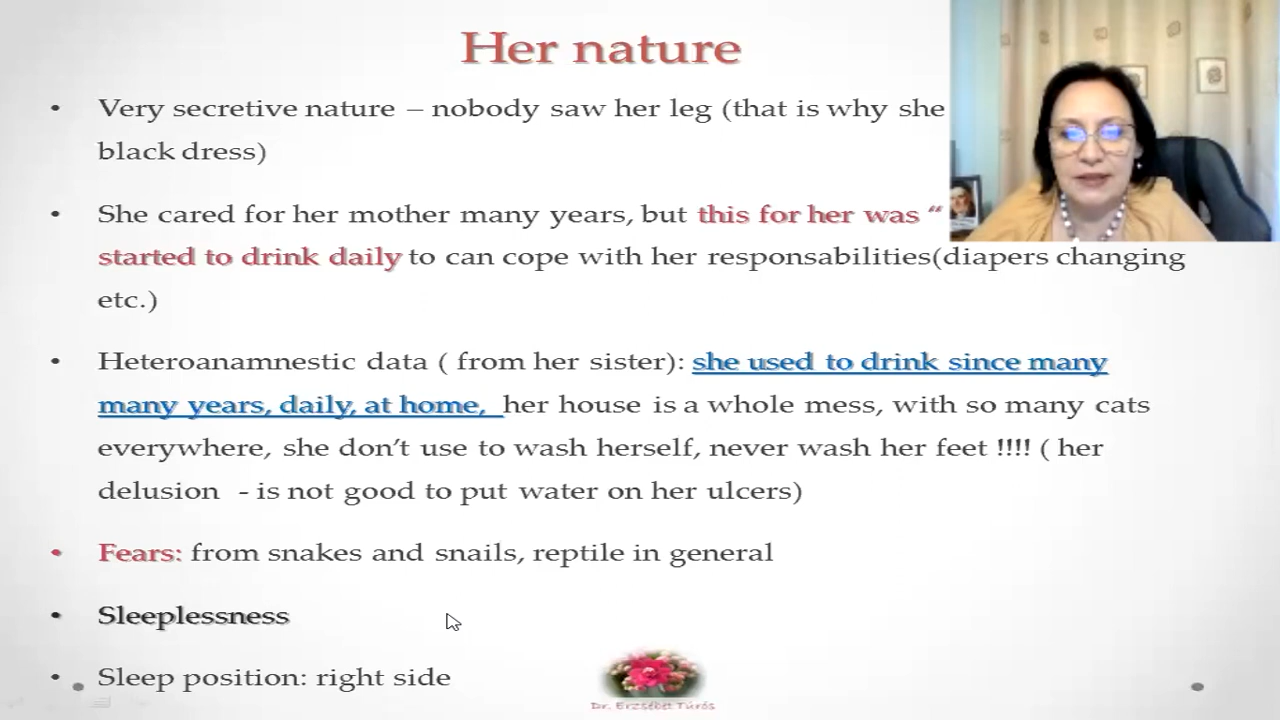 Her nature
• Very secretive nature – nobody saw her leg (that is why she
black dress)
• She cared for her mother many years, but this for her was “
started to drink daily to can cope with her responsabilities(diapers changing
etc.)
• Heteroanamnestic data ( from her sister): she used to drink since many
many years, daily, at home, her house is a whole mess, with so many cats
everywhere, she don’t use to wash herself, never wash her feet !!!! ( her
delusion - is not good to put water on her ulcers)
• Fears: from snakes and snails, reptile in general
• Sleeplessness
• Sleep position: right side
Dr. Erzsébet Túrós